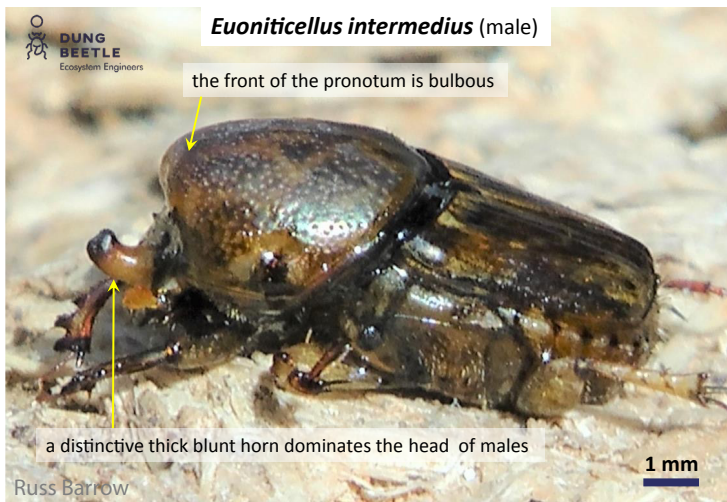 Euoniticellus intermedius (male)
DUNG
BEETLE
Ecosystem Engineers
the front of the pronotum is bulbous
a distinctive thick blunt horn dominates the head of males
1 mm
Russ Barrow